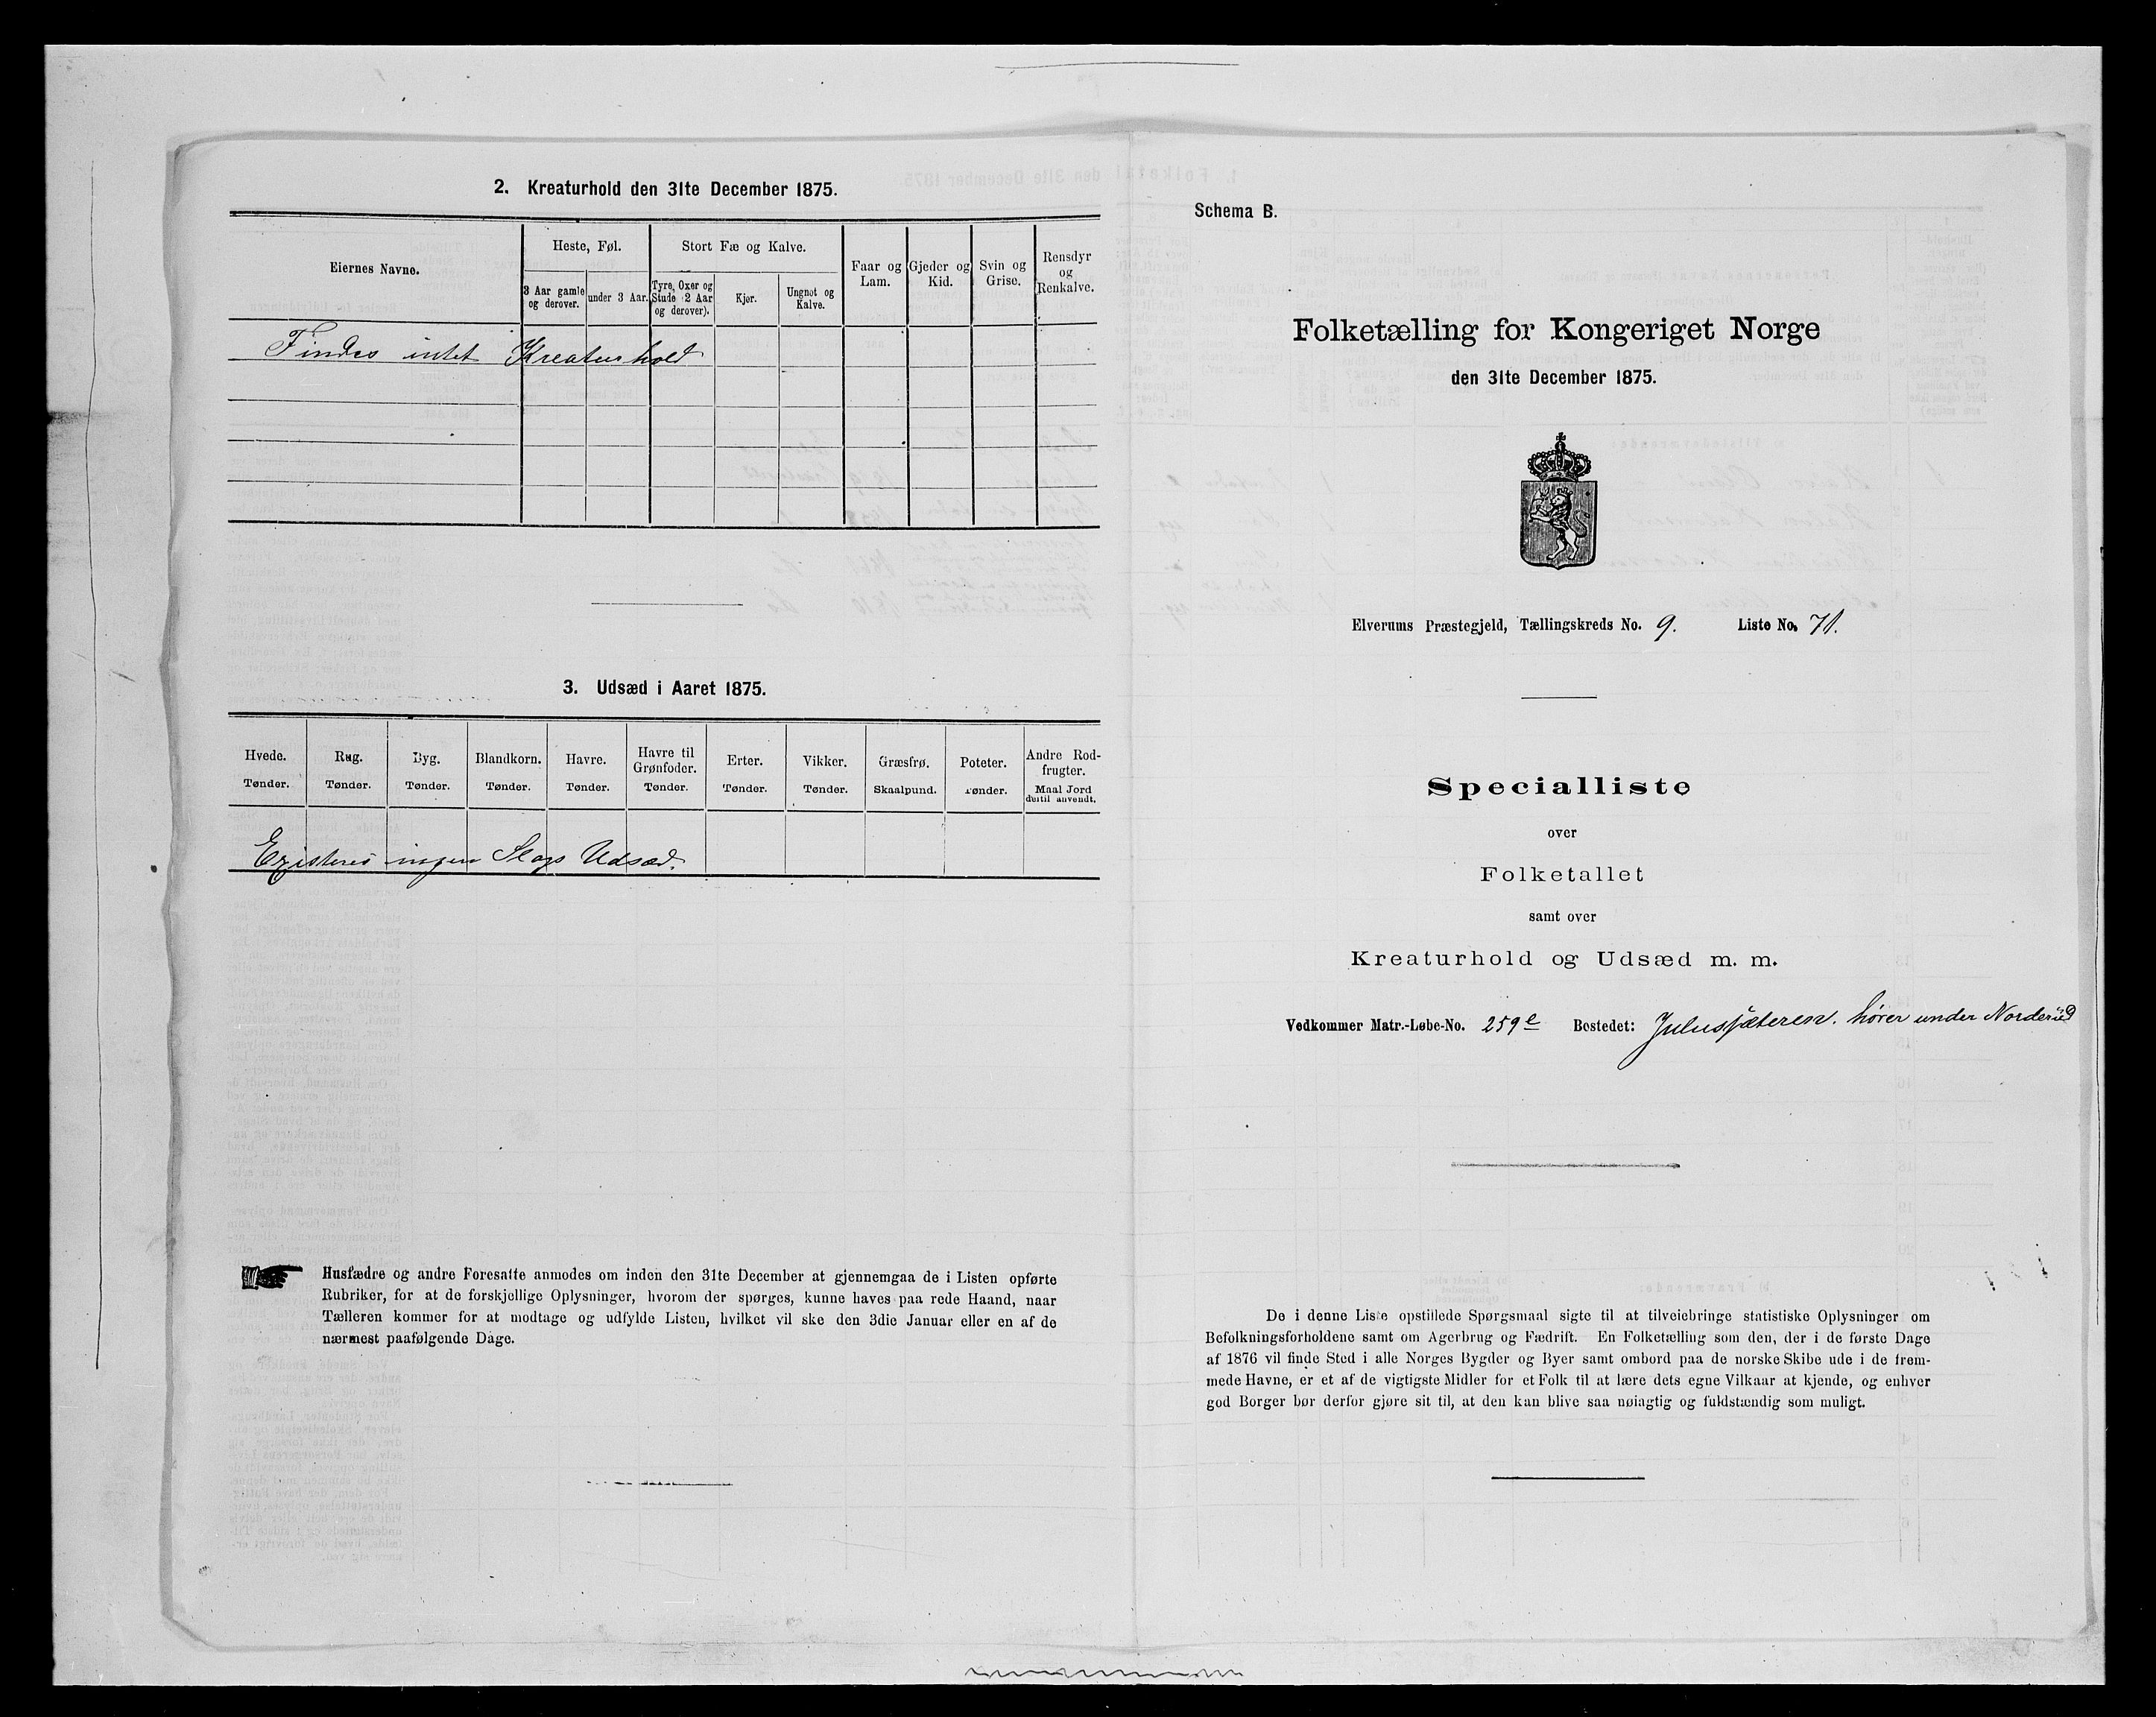 2. Kreaturhold den 31te December 1875.
Eiernes Navne.
Heste, Føl.
3 Aar gamle og derover.
under 3 Aar.
Stort Fæ og Kalve.
Tyre, Oxer og Stude (2 Aar og derover).
Kjør.
Ungnøt og Kalve.
Faar og Lam.
Gjeder og Kid.
Svin og Grise.
Rensdyr og Renkalve.
Findes intet Kreaturhold
3. Udsæd i Aaret 1875.
Hvede. Tønder.
Rug. Tønder.
Byg. Tønder.
Blandkorn. Tønder.
Havre. Tønder.
Havre til Grønfoder. Tønder.
Erter. Tønder.
Vikker. Tønder.
Græsfrø. Skaalpund.
Poteter. Tønder.
Andre Rodfrugter. Maal Jord dertil anvendt.
Existeres ingen Slags Udsæd.
Husfædre og andre Foresatte anmodes om inden den 31te December at gjennemgaa de i Listen opførte
Rubriker, for at de forskjellige Oplysninger, hvorom der spørges, kunne haves paa rede Haand, naar
Tælleren kommer for at modtage og udfylde Listen, hvilket vil ske den 3die Januar eller en af de
nærmest paafølgende Dage.
Schema B.
Folketælling for Kongeriget Norge
den 31te December 1875.
Elverums Præstegjeld, Tællingskreds No. 9. Liste No. 71.
Specialliste
over
Folketallet
samt over
Kreaturhold og Udsæd m. m.
Vedkommer Matr.-Løbe-No. 259e Bostedet: Julussæteren. hører under Norderüd
De i denne Liste opstillede Spørgsmaal sigte til at tilveiebringe statistiske Oplysninger om
Befolkningsforholdene samt om Agerbrug og Fædrift. En Folketælling som den, der i de første Dage
af 1876 vil finde Sted i alle Norges Bygder og Byer samt ombord paa de norske Skibe ude i de frem-
mede Havne, er et af de vigtigste Midler for et Folk til at lære dets egne Vilkaar at kjende, og enhver
god Borger bør derfor gjøre sit til, at den kan blive saa nøiagtig og fuldstændig som muligt.